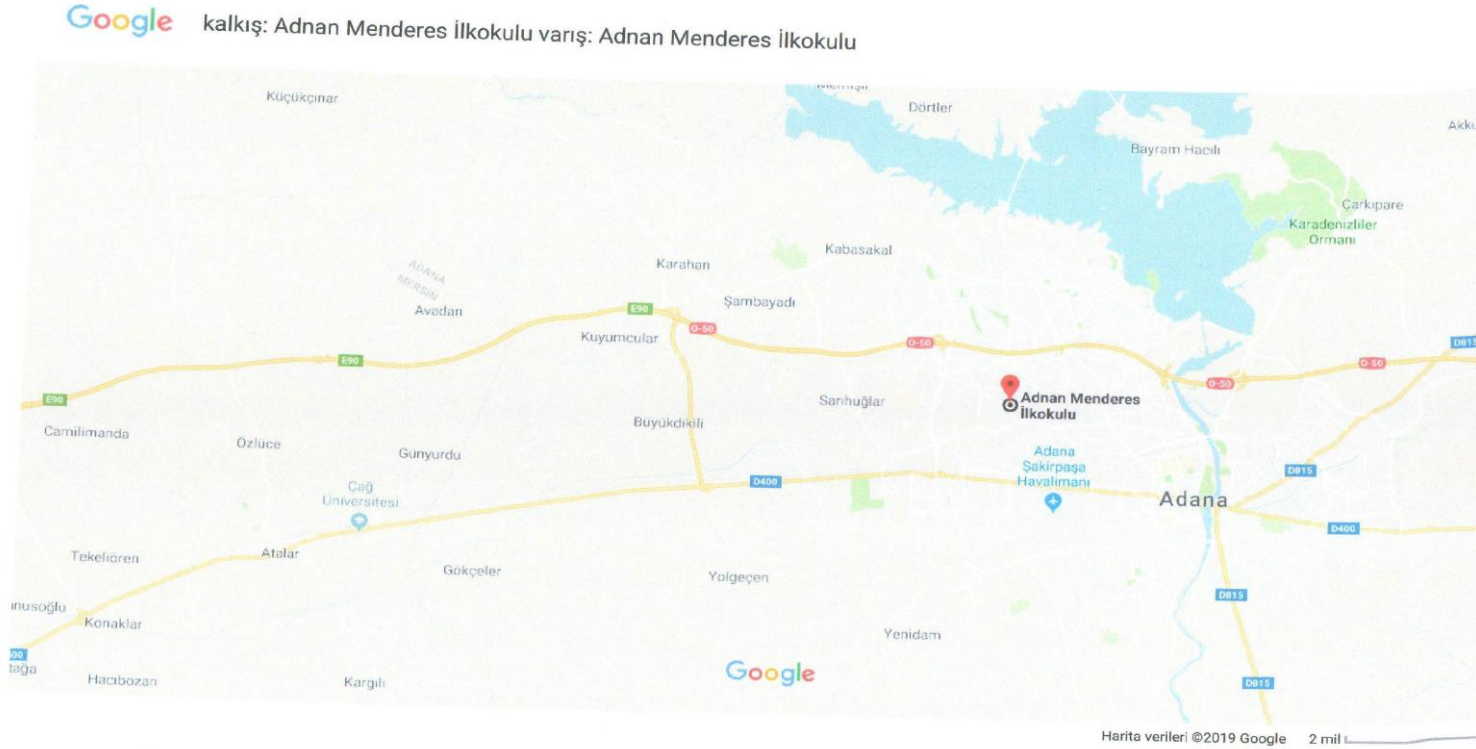 Google kalkış: Adnan Menderes İlkokulu varış: Adnan Menderes İlkokulu
Küçükçınar
Dörtler
Bayram Hacılı
Çarkıpare
Karadenizliler
Ormanı
Kabasakal
Karahan
ADANA
MERSİN
Avadan
Şambayadı
E90
Kuyumcular
O-50
O-50
D815
E90
O-50
O-50
E90
Adnan Menderes
İlkokulu
Sarıhuğlar
Camilimanda
Özlüce
Günyurdu
Büyükdikili
Adana
Şakirpaşa
Havalimanı
D815
D400
Çağ
Üniversitesi
Adana
D400
Tekeliören
Atalar
Gökçeler
Yolgeçen
D815
Konaklar
Yenidam
Hacıbozan
Kargılı
Google
D815
Harita verileri ©2019 Google 2 mil